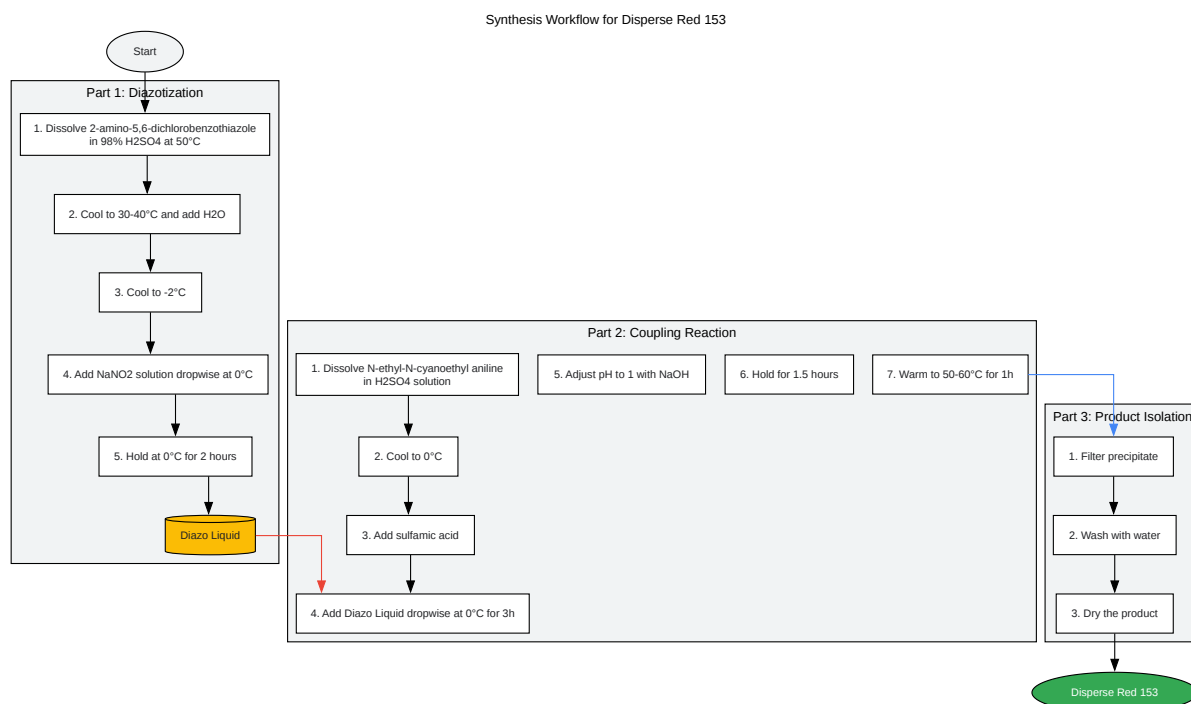 Synthesis Workflow for Disperse Red 153
Start
Part 1: Diazotization
1. Dissolve 2-amino-5,6-dichlorobenzothiazole
in 98% H2SO4 at 50°C
2. Cool to 30-40°C and add H2O
3. Cool to -2°C
4. Add NaNO2 solution dropwise at 0°C
5. Hold at 0°C for 2 hours
Diazo Liquid
Part 2: Coupling Reaction
1. Dissolve N-ethyl-N-cyanoethyl aniline
in H2SO4 solution
2. Cool to 0°C
3. Add sulfamic acid
4. Add Diazo Liquid dropwise at 0°C for 3h
5. Adjust pH to 1 with NaOH
6. Hold for 1.5 hours
7. Warm to 50-60°C for 1h
Part 3: Product Isolation
1. Filter precipitate
2. Wash with water
3. Dry the product
Disperse Red 153